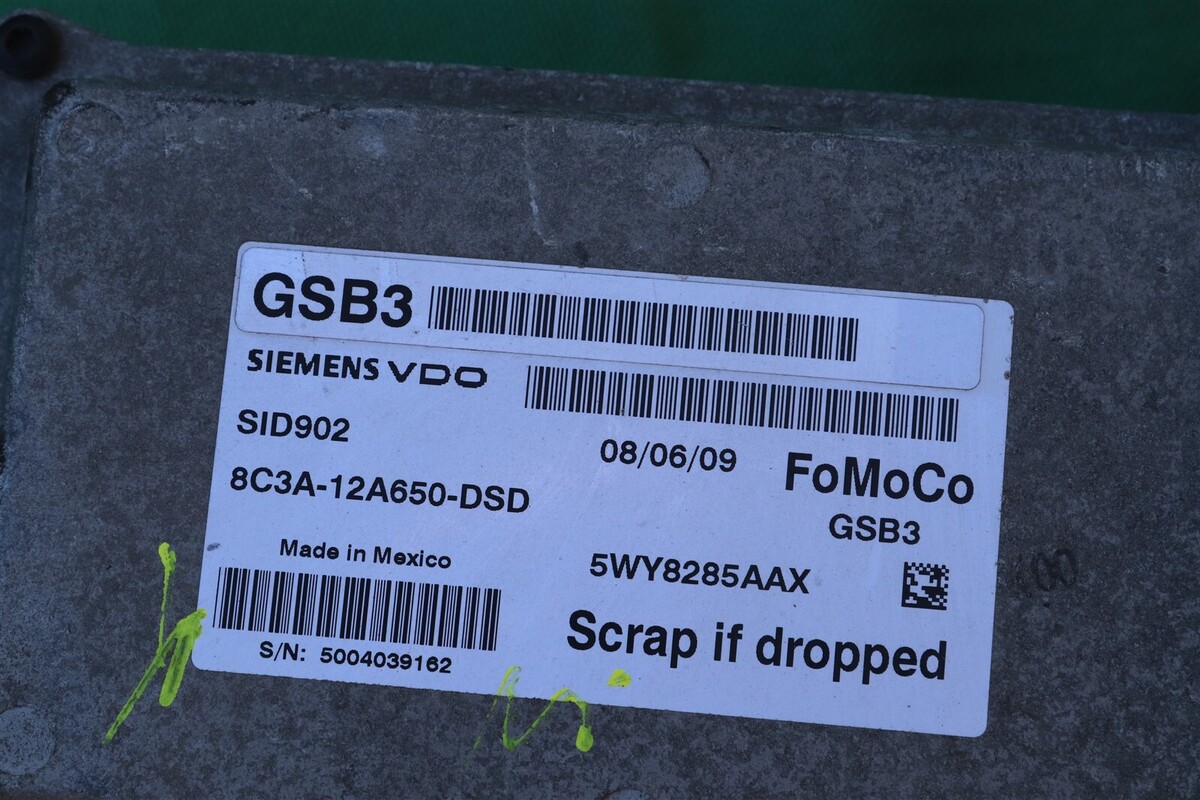 GSB3
SIEMENS VDO
SID902
08/06/09
FoMoCo
8C3A-12A650-DSD
GSB3
Made in Mexico
5WY8285AAX
S/N: 5004039162
Scrap if dropped